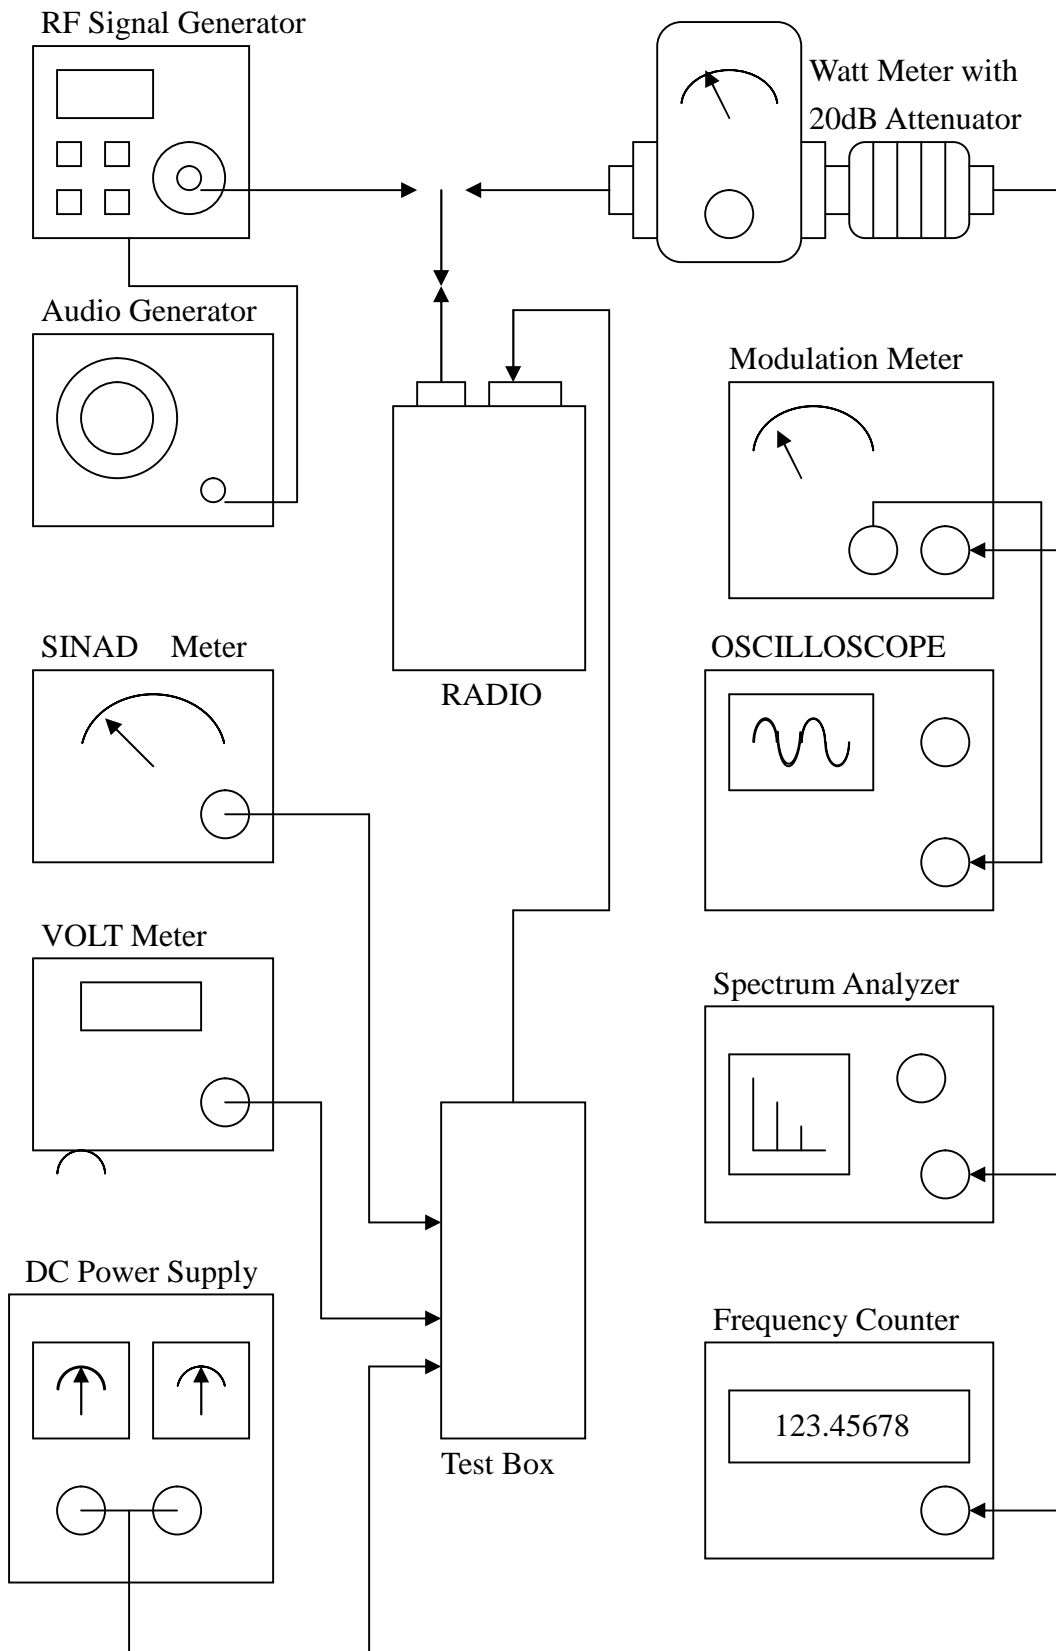 RF Signal Generator
Watt Meter with
20dB Attenuator
Audio Generator
Modulation Meter
SINAD Meter
RADIO
OSCILLOSCOPE
VOLT Meter
Spectrum Analyzer
DC Power Supply
Test Box
Frequency Counter
123.45678